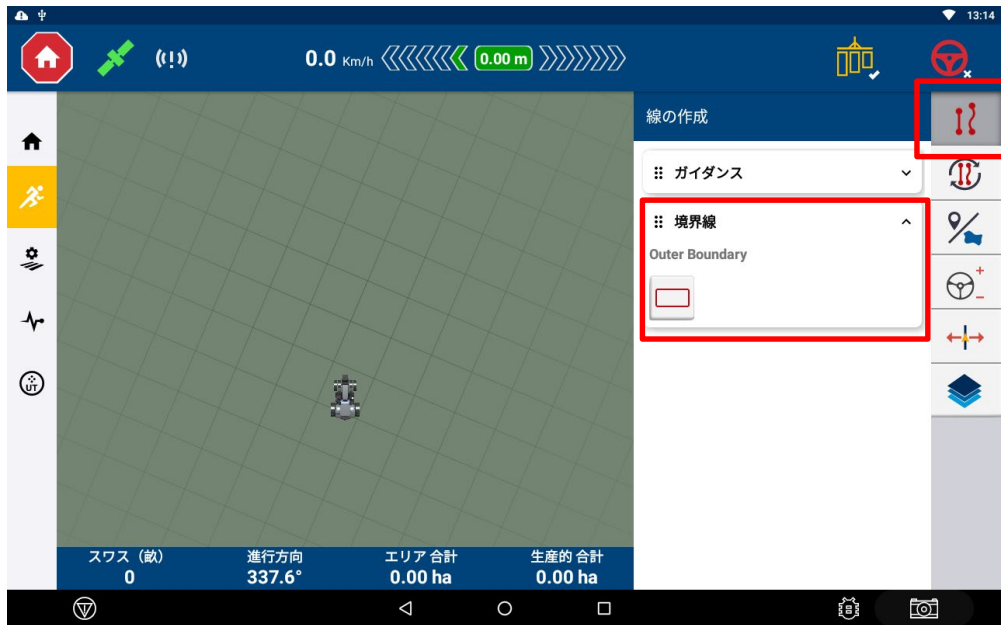 13:14
0.0 Km/h
0.00 m
線の作成
ガイダンス
境界線
Outer Boundary
UT
スワス（畝）
0
進行方向
337.6°
エリア 合計
0.00 ha
生産的 合計
0.00 ha